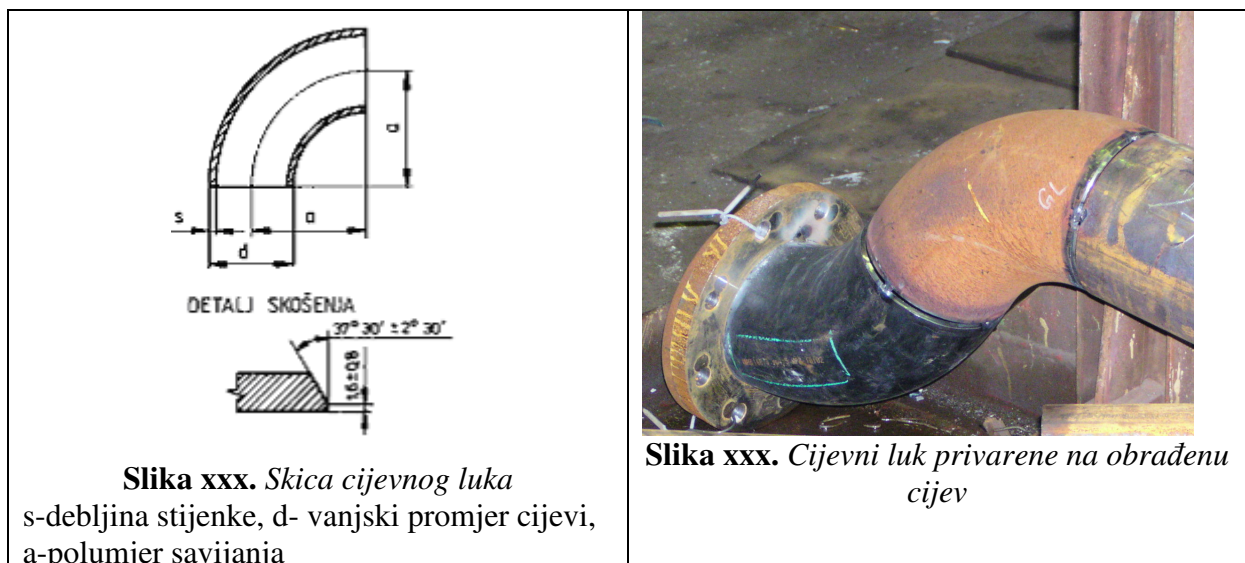 a
s
a
d
DETALJ SKOŠENJA
37° 30' ± 2° 30'
1,6±0,8
Slika xxx. Skica cijevnog luka
s-debljina stijenke, d- vanjski promjer cijevi,
a-polumjer savijanja
GL
Slika xxx. Cijevni luk privarene na obrađenu
cijev